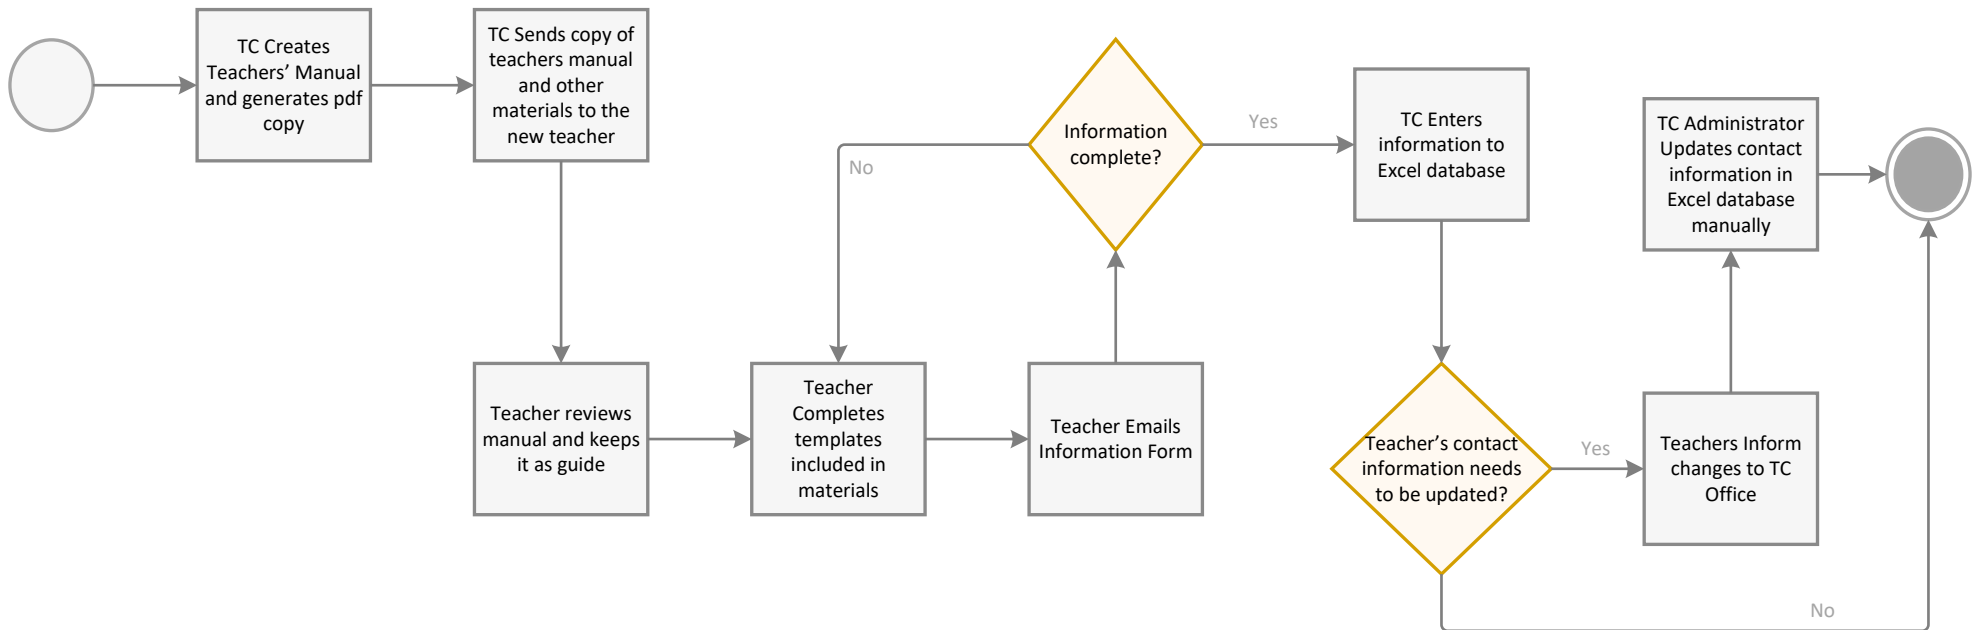 TC Creates
Teachers’ Manual
and generates pdf
copy
TC Sends copy of
teachers manual
and other
materials to the
new teacher
Teacher reviews
manual and keeps
it as guide
Teacher
Completes
templates
included in
materials
Teacher Emails
Information Form
Information
complete?
No
Yes
TC Enters
information to
Excel database
Teacher’s contact
information needs
to be updated?
Yes
Teachers Inform
changes to TC
Office
TC Administrator
Updates contact
information in
Excel database
manually
No